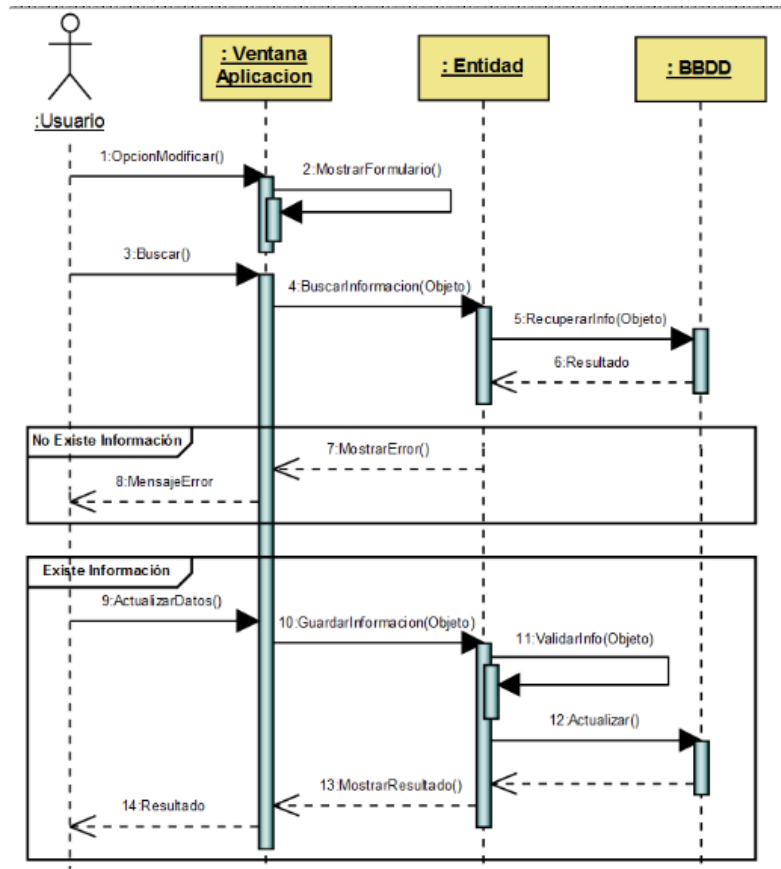 : Ventana
Aplicacion
: Entidad
: BBDD
:Usuario
1:OpcionModificar()
2:MostrarFormulario()
3:Buscar()
4:BuscarInformacion(Objeto)
5:RecuperarInfo(Objeto)
6:Resultado
No Existe Información
7:MostrarError()
8:MensajeError
Existe Información
9:ActualizarDatos()
10:GuardarInformacion(Objeto)
11:ValidarInfo(Objeto)
12:Actualizar()
13:MostrarResultado()
14:Resultado